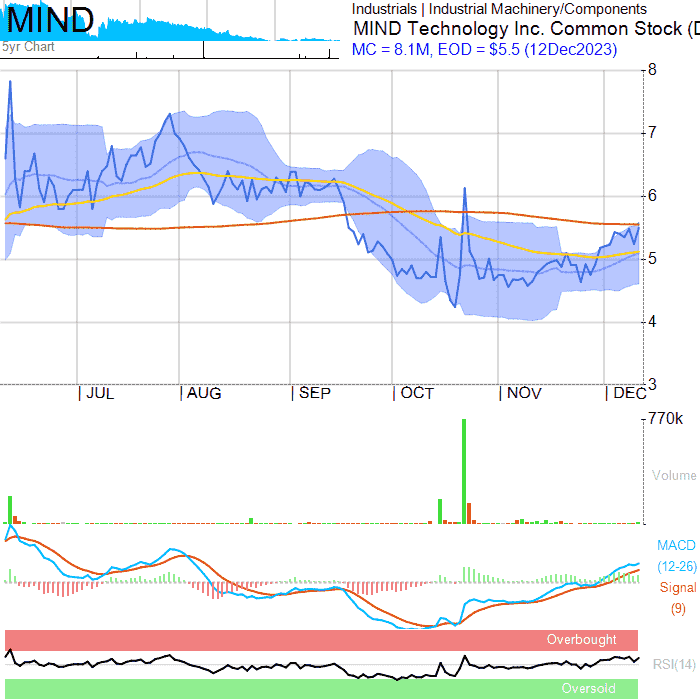 MIND
5yr Chart
Industrials | Industrial Machinery/Components
MIND Technology Inc. Common Stock (D
MC = 8.1M, EOD = $5.5 (12Dec2023)
8
7
6
5
4
3
| JUL | AUG | SEP | OCT | NOV | DEC
770k
Volume
MACD
(12-26)
Signal
(9)
Overbought
RSI(14)
Oversold